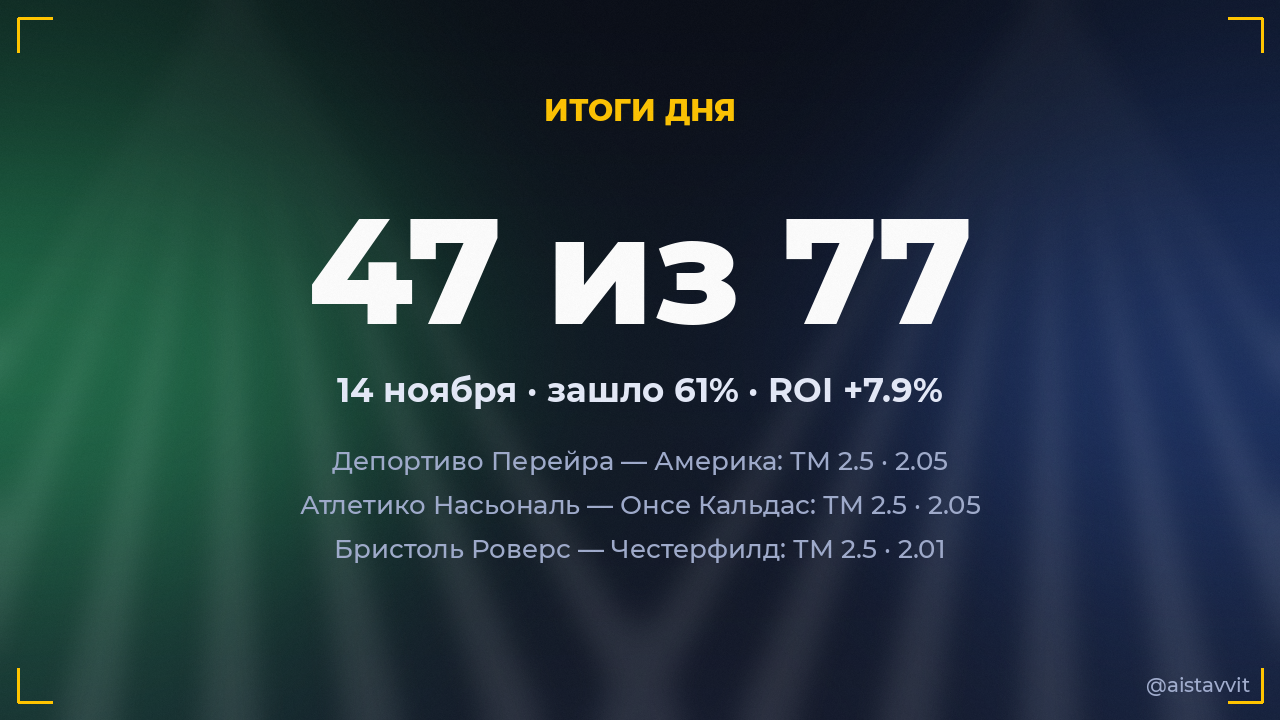 ИТОГИ ДНЯ
47 из 77
14 ноября · зашло 61% · ROI +7.9%
Депортиво Перейра — Америка: ТМ 2.5 · 2.05
Атлетико Насьональ — Онсе Кальдас: ТМ 2.5 · 2.05
Бристоль Роверс — Честерфилд: ТМ 2.5 · 2.01
@aistavvit